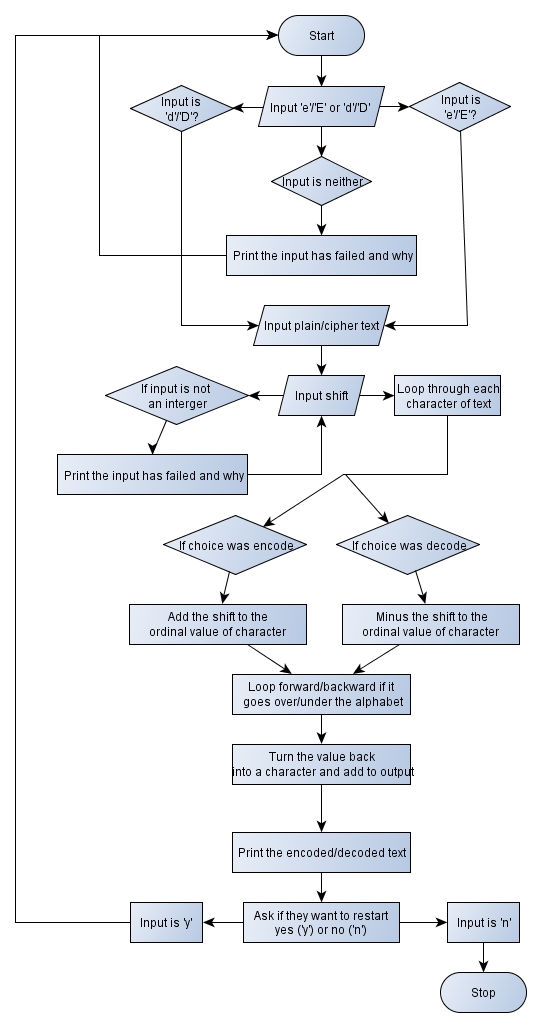 Start
Input is
'd'/'D'?
Input 'e'/'E' or 'd'/'D'
Input is
'e'/'E'?
Input is neither
Print the input has failed and why
Input plain/cipher text
If input is not
an interger
Input shift
Loop through each
character of text
Print the input has failed and why
If choice was encode
If choice was decode
Add the shift to the
ordinal value of character
Minus the shift to the
ordinal value of character
Loop forward/backward if it
goes over/under the alphabet
Turn the value back
into a character and add to output
Print the encoded/decoded text
Input is 'y'
Ask if they want to restart
yes ('y') or no ('n')
Input is 'n'
Stop